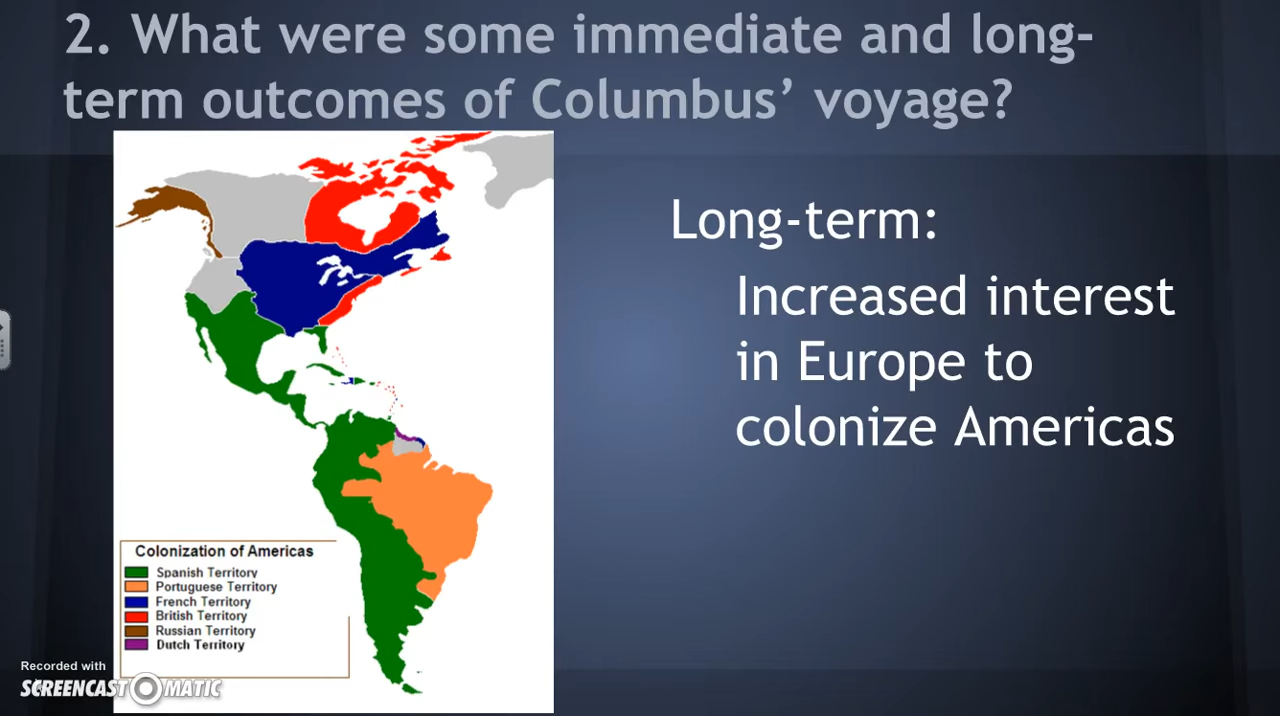 2. What were some immediate and long-
term outcomes of Columbus’ voyage?
Long-term:
Increased interest
in Europe to
colonize Americas
Colonization of Americas
Spanish Territory
Portuguese Territory
French Territory
British Territory
Russian Territory
Dutch Territory
Recorded with
SCREENCAST-O-MATIC